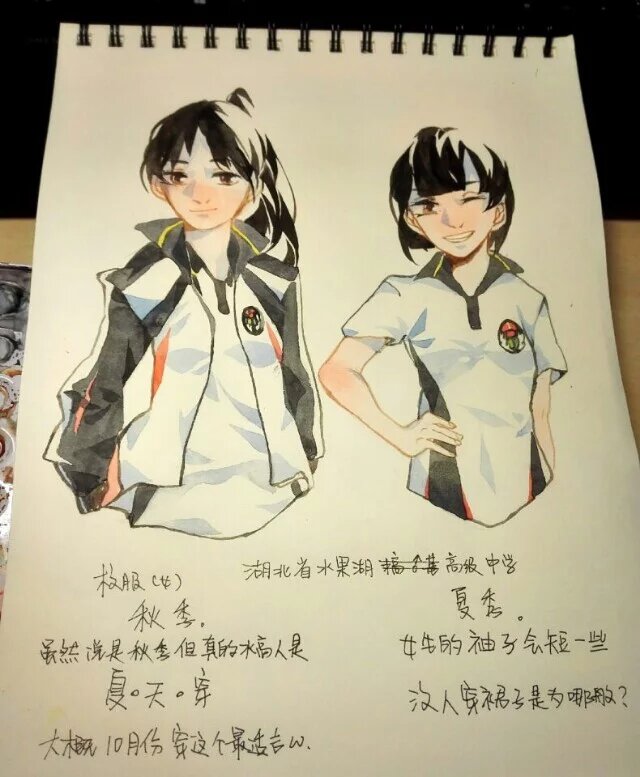 湖北省水果湖高级中学
校服(女)
秋季。
虽然说是秋季但真的水高人是
夏。天。穿
大概10月份穿这个最适合w.
夏季。
女生的袖子会短一些
没人穿裙子是为哪般?